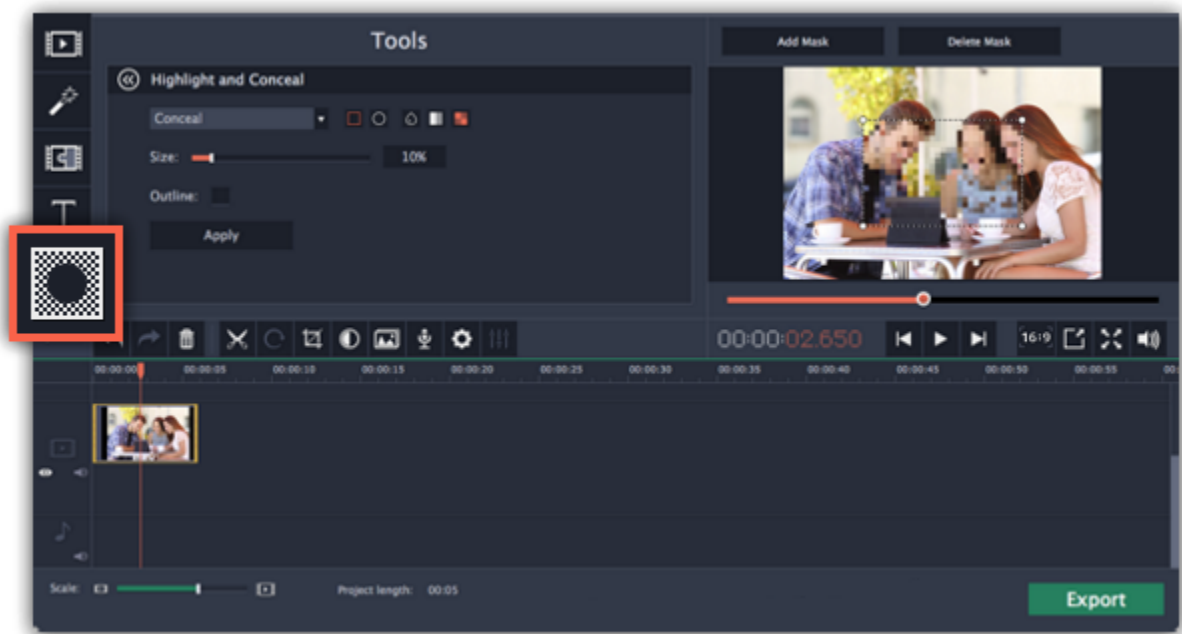 Tools
Add Mask
Delete Mask
Highlight and Conceal
Conceal
Size:
10%
Outline:
Apply
T
00:00:02.650
16:9
00:00:00
00:00:05
00:00:10
00:00:15
00:00:20
00:00:25
00:00:30
00:00:35
00:00:40
00:00:45
00:00:50
00:00:55
00:
Scale:
Project length: 00:05
Export